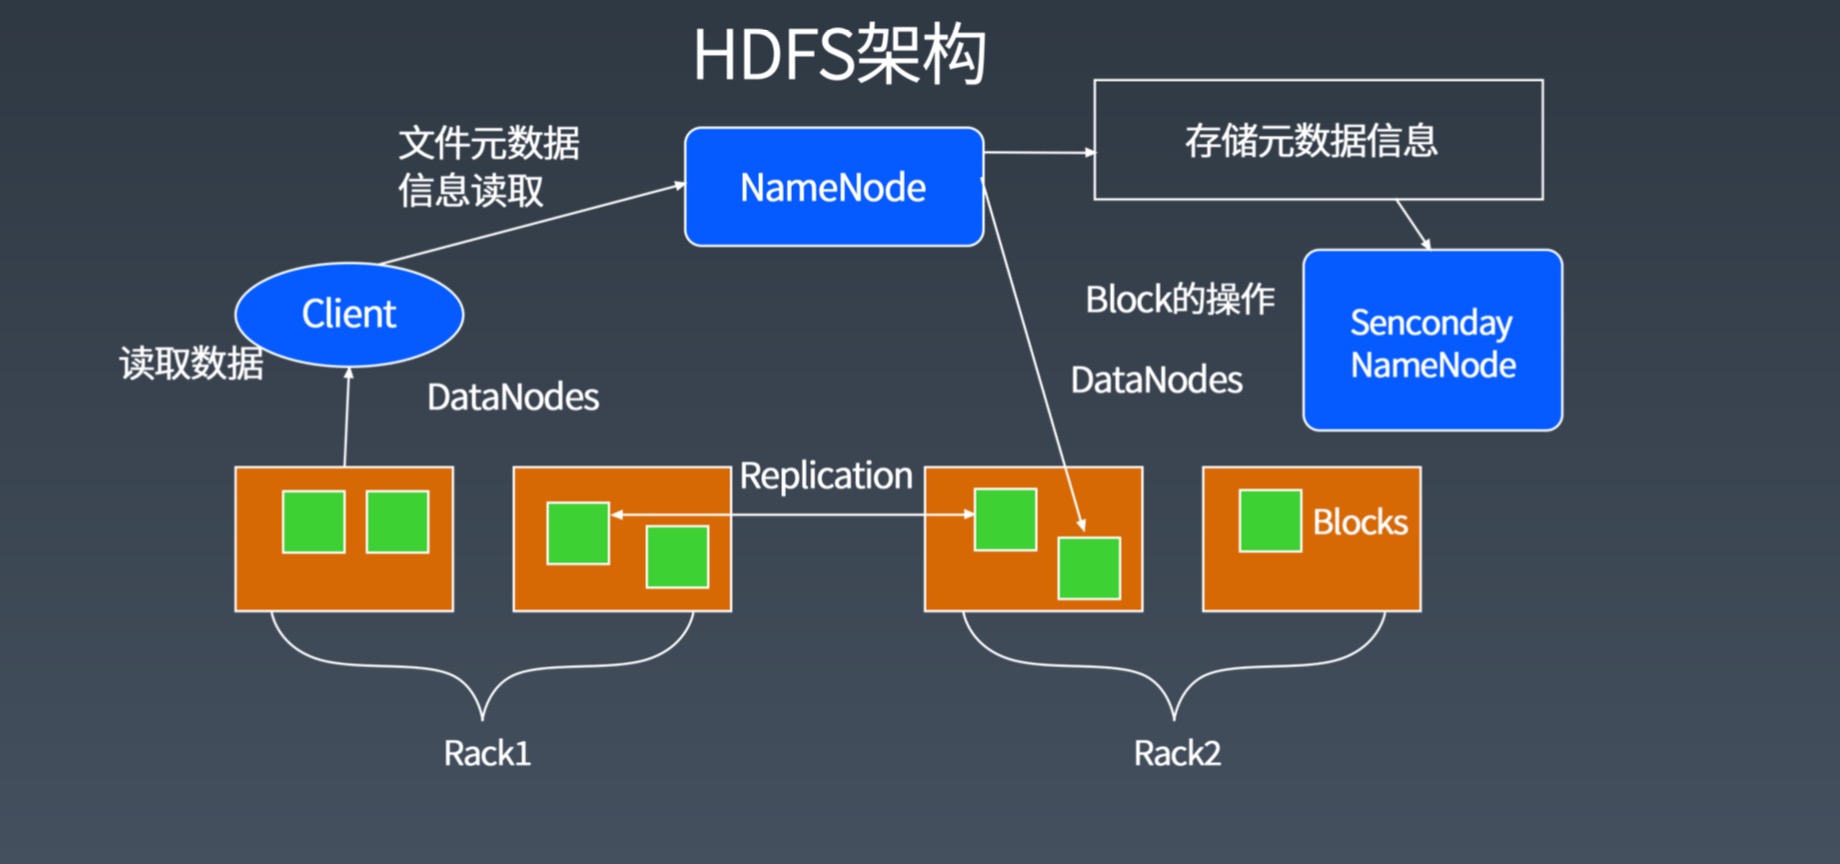 HDFS架构
文件元数据
信息读取
NameNode
存储元数据信息
Client
读取数据
DataNodes
Block的操作
DataNodes
Senconday
NameNode
Replication
Blocks
Rack1
Rack2